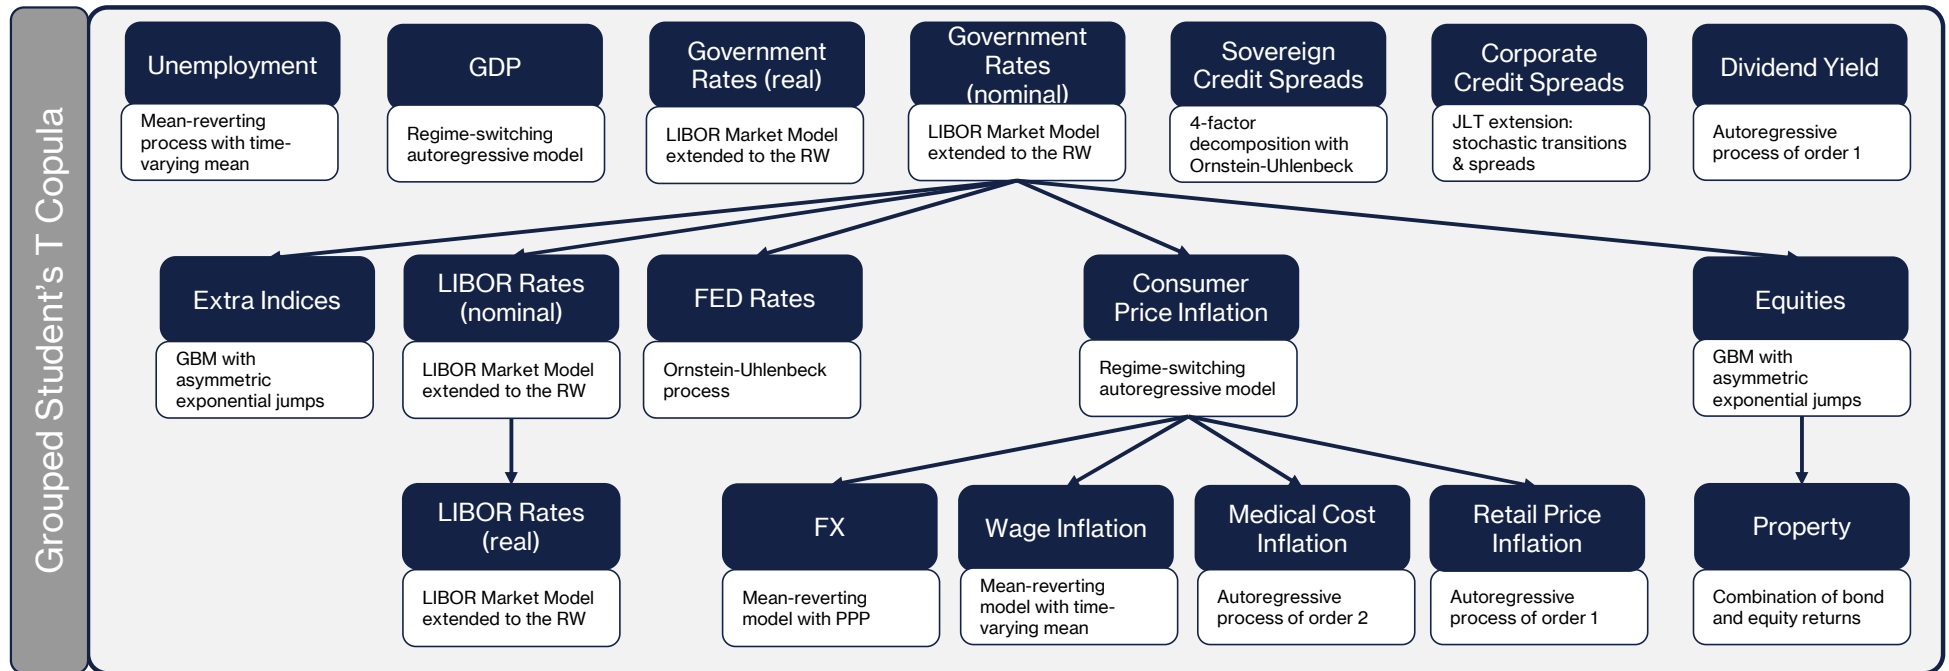 Grouped Student's T Copula
Unemployment
Mean-reverting
process with time-
varying mean
GDP
Regime-switching
autoregressive model
Government
Rates (real)
LIBOR Market Model
extended to the RW
Government
Rates
(nominal)
LIBOR Market Model
extended to the RW
Sovereign
Credit Spreads
4-factor
decomposition with
Ornstein-Uhlenbeck
Corporate
Credit Spreads
JLT extension:
stochastic transitions
& spreads
Dividend Yield
Autoregressive
process of order 1
Extra Indices
GBM with
asymmetric
exponential jumps
LIBOR Rates
(nominal)
LIBOR Market Model
extended to the RW
FED Rates
Ornstein-Uhlenbeck
process
Consumer
Price Inflation
Regime-switching
autoregressive model
Equities
GBM with
asymmetric
exponential jumps
LIBOR Rates
(real)
LIBOR Market Model
extended to the RW
FX
Mean-reverting
model with PPP
Wage Inflation
Mean-reverting
model with time-
varying mean
Medical Cost
Inflation
Autoregressive
process of order 2
Retail Price
Inflation
Autoregressive
process of order 1
Property
Combination of bond
and equity returns